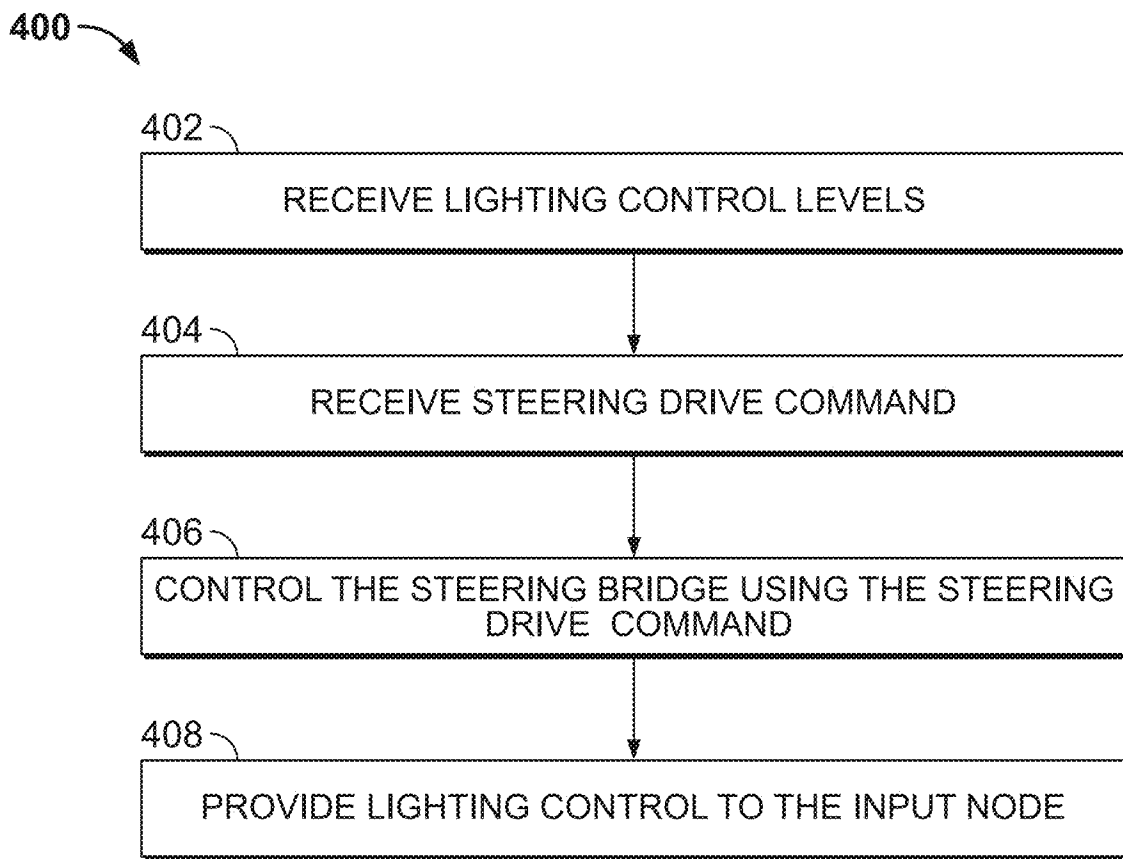 400
402
RECEIVE LIGHTING CONTROL LEVELS
404
RECEIVE STEERING DRIVE COMMAND
406
CONTROL THE STEERING BRIDGE USING THE STEERING
DRIVE COMMAND
408
PROVIDE LIGHTING CONTROL TO THE INPUT NODE